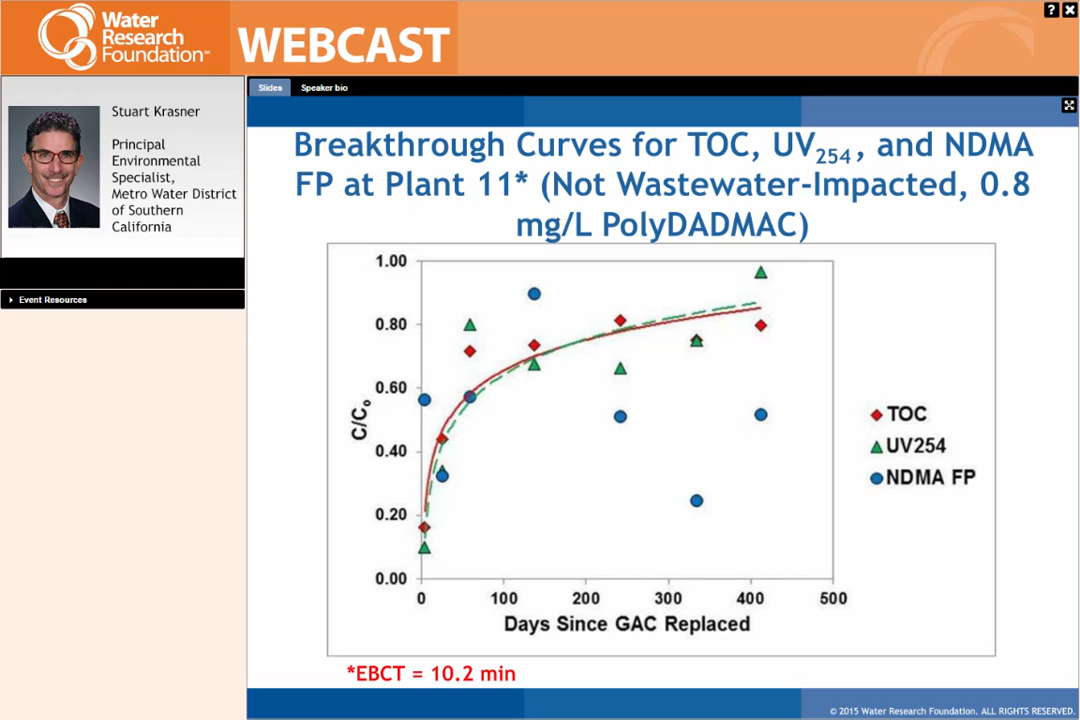 Water
Research
Foundation℠
WEBCAST
? ✖
Stuart Krasner
Principal
Environmental
Specialist,
Metro Water District
of Southern
California
Event Resources
Slides Speaker bio
Breakthrough Curves for TOC, UV254, and NDMA
FP at Plant 11* (Not Wastewater-Impacted, 0.8
mg/L PolyDADMAC)
1.00
0.80
0.60
0.40
0.20
0.00
C/Co
0 100 200 300 400 500
Days Since GAC Replaced
TOC
UV254
NDMA FP
*EBCT = 10.2 min
© 2015 Water Research Foundation. ALL RIGHTS RESERVED.